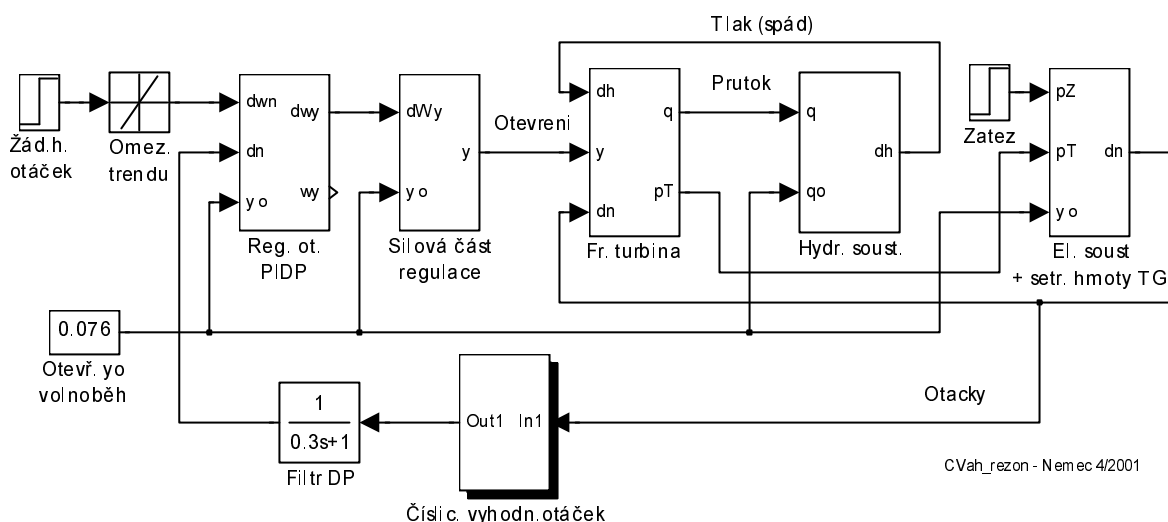 Tlak (spád)
Žád.h.
otáček
Omez.
trendu
dwn
dn
yo
dwy
wy
Reg. ot.
PIDP
dWy
yo
y
Silová část
regulace
Otevreni
dh
y
dn
q
pT
Fr. turbina
Prutok
q
qo
dh
Hydr. soust.
Zatez
pZ
pT
yo
dn
El. soust
+ setr. hmoty TG
0.076
Otevř. yo
volnoběh
1
0.3s+1
Filtr DP
Out1 In1
Číslic. vyhodn.otáček
Otacky
CVah_rezon - Nemec 4/2001